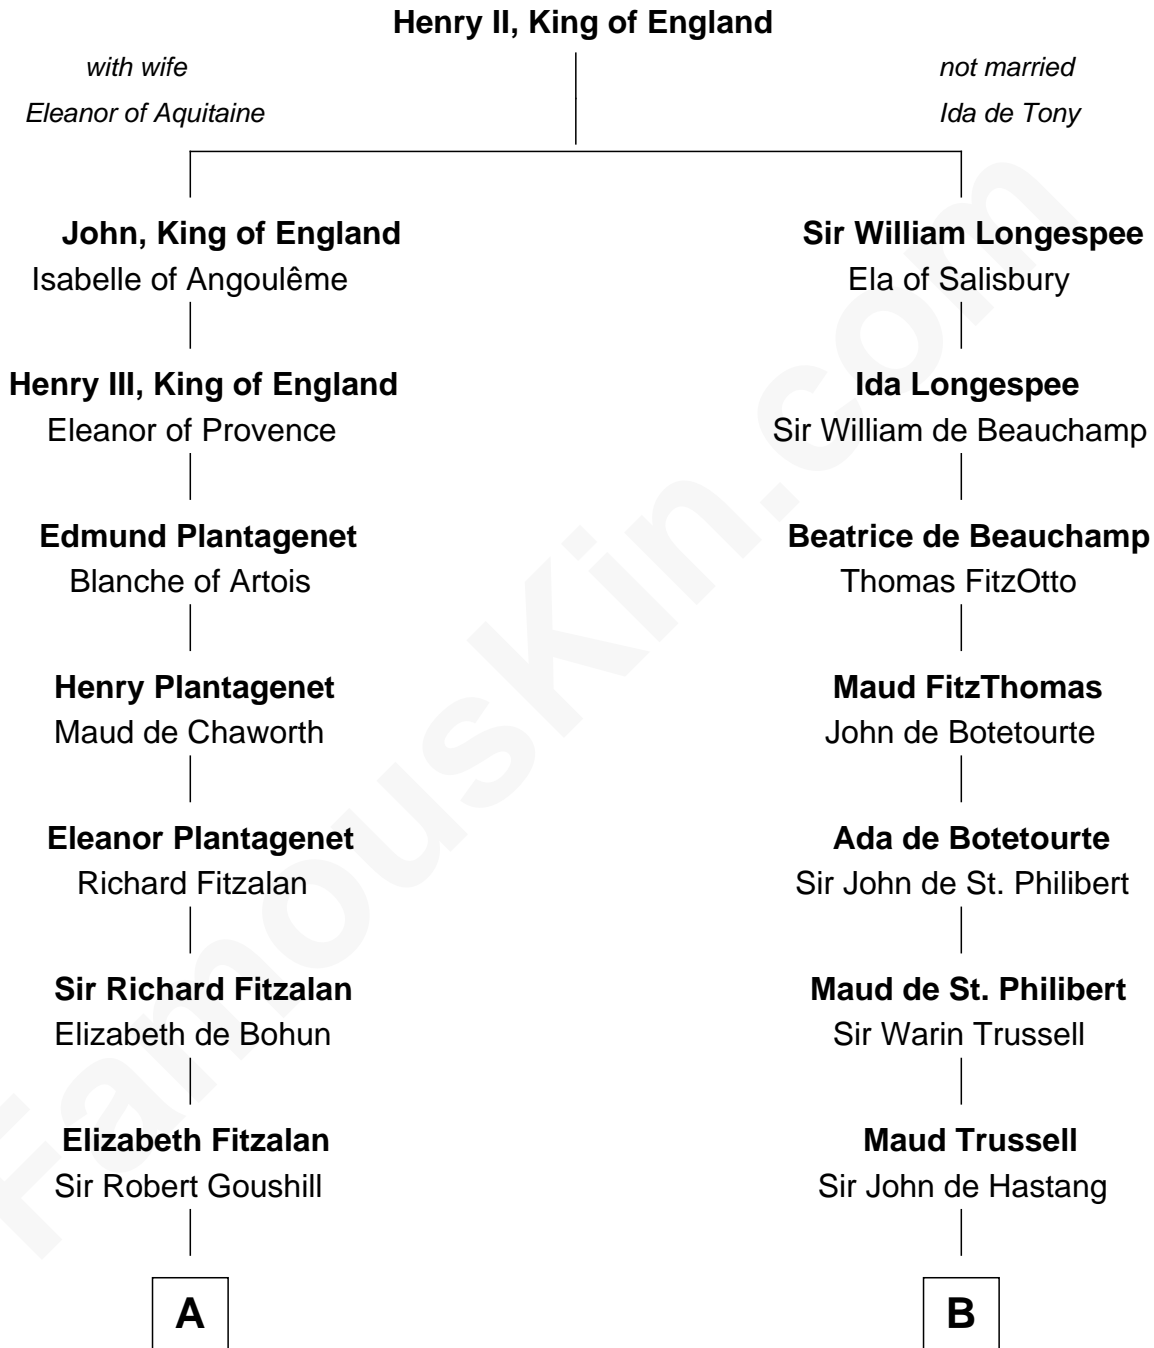 Henry II, King of England
with wife
Eleanor of Aquitaine
not married
Ida de Tony
John, King of England
Isabelle of Angoulême
Sir William Longespee
Ela of Salisbury
Henry III, King of England
Eleanor of Provence
Ida Longespee
Sir William de Beauchamp
Edmund Plantagenet
Blanche of Artois
Beatrice de Beauchamp
Thomas FitzOtto
Henry Plantagenet
Maud de Chaworth
Maud FitzThomas
John de Botetourte
Eleanor Plantagenet
Richard Fitzalan
Ada de Botetourte
Sir John de St. Philibert
Sir Richard Fitzalan
Elizabeth de Bohun
Maud de St. Philibert
Sir Warin Trussell
Elizabeth Fitzalan
Sir Robert Goushill
Maud Trussell
Sir John de Hastang
A
B
FamousKin.com